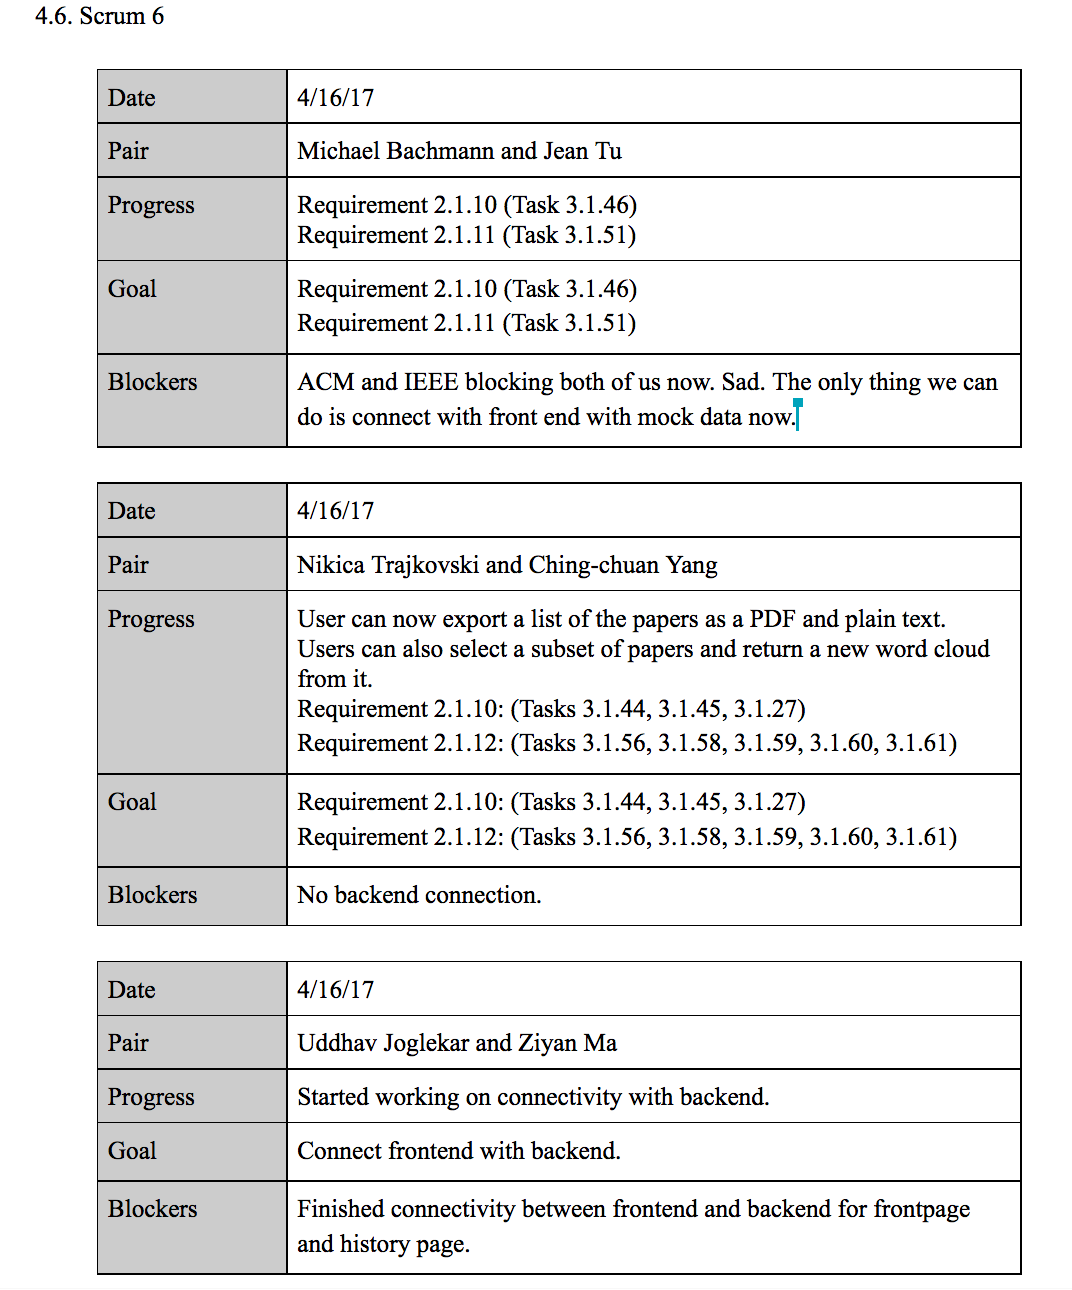 4.6. Scrum 6
Date 4/16/17
Pair Michael Bachmann and Jean Tu
Progress Requirement 2.1.10 (Task 3.1.46)
Requirement 2.1.11 (Task 3.1.51)
Goal Requirement 2.1.10 (Task 3.1.46)
Requirement 2.1.11 (Task 3.1.51)
Blockers ACM and IEEE blocking both of us now. Sad. The only thing we can
do is connect with front end with mock data now.
Date 4/16/17
Pair Nikica Trajkovski and Ching-chuan Yang
Progress User can now export a list of the papers as a PDF and plain text.
Users can also select a subset of papers and return a new word cloud
from it.
Requirement 2.1.10: (Tasks 3.1.44, 3.1.45, 3.1.27)
Requirement 2.1.12: (Tasks 3.1.56, 3.1.58, 3.1.59, 3.1.60, 3.1.61)
Goal Requirement 2.1.10: (Tasks 3.1.44, 3.1.45, 3.1.27)
Requirement 2.1.12: (Tasks 3.1.56, 3.1.58, 3.1.59, 3.1.60, 3.1.61)
Blockers No backend connection.
Date 4/16/17
Pair Uddhav Joglekar and Ziyan Ma
Progress Started working on connectivity with backend.
Goal Connect frontend with backend.
Blockers Finished connectivity between frontend and backend for frontpage
and history page.